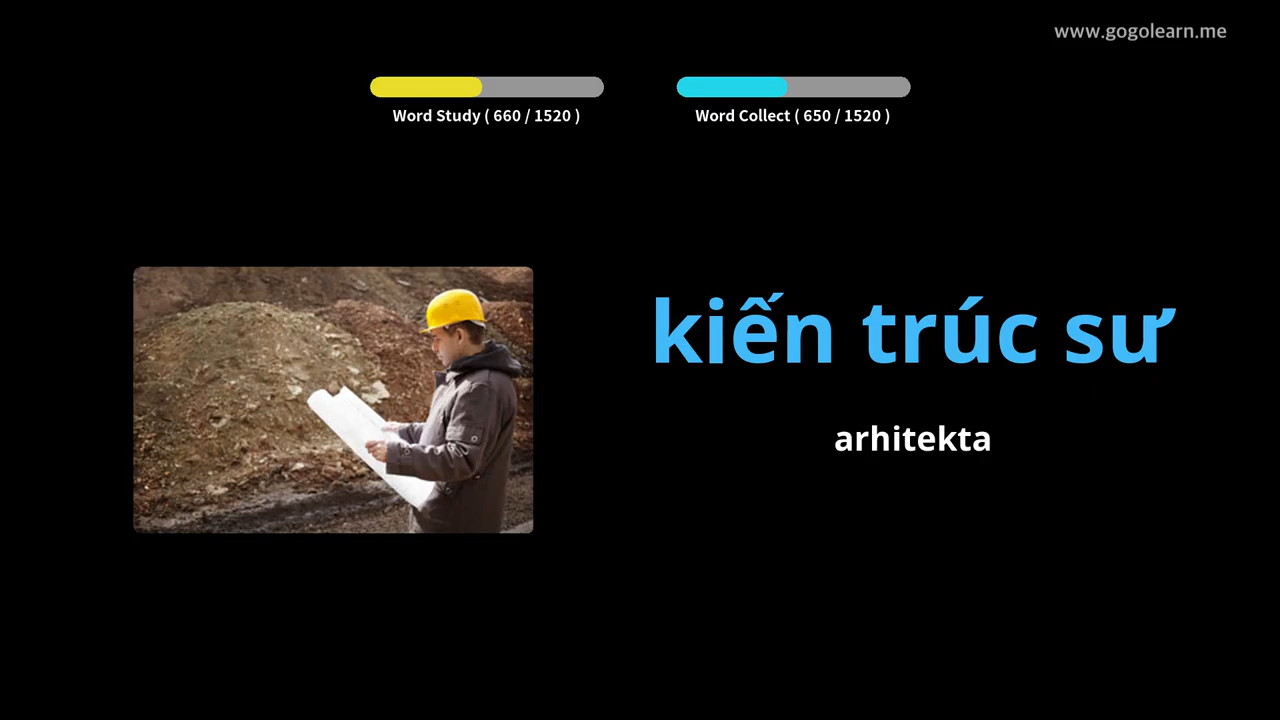 www.gogolearn.me
Word Study ( 660 / 1520 )
Word Collect ( 650 / 1520 )
kiến trúc sư
arhitekta